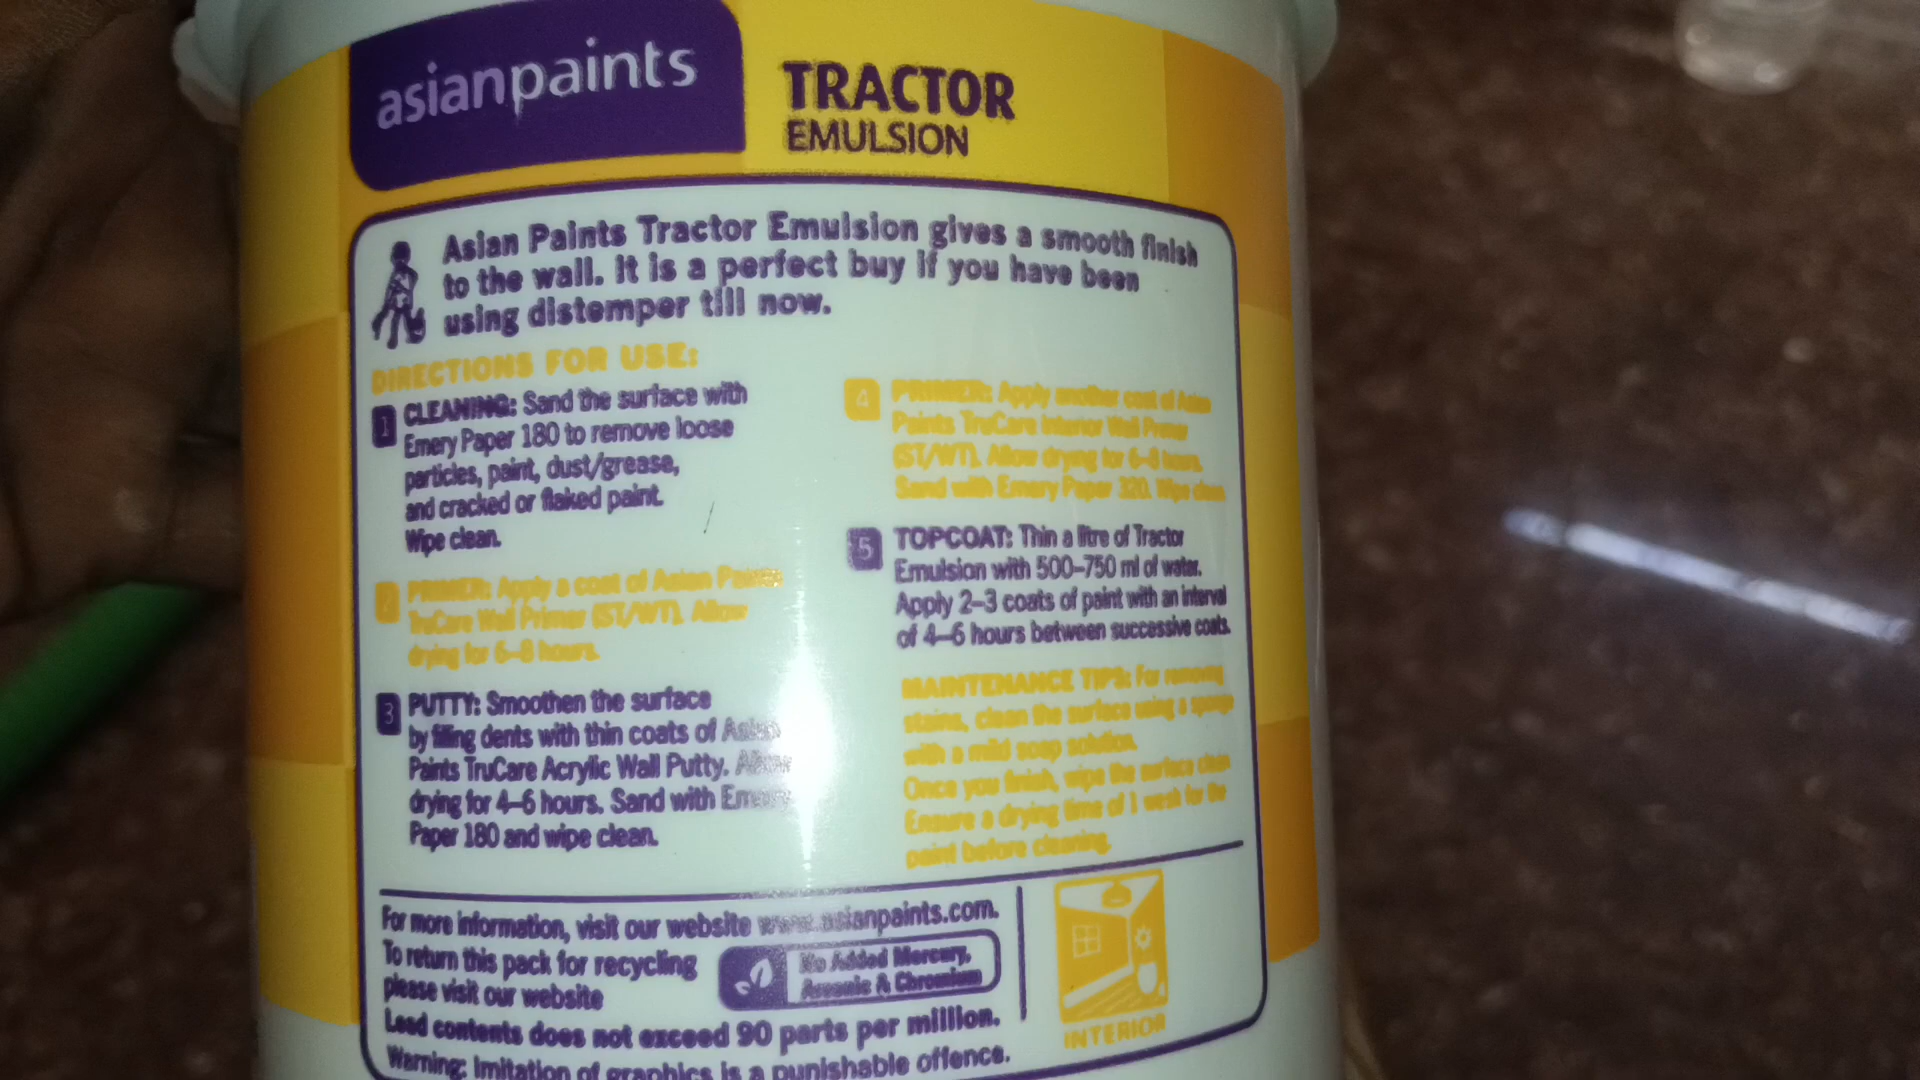 asianpaints
TRACTOR
EMULSION
Asian Paints Tractor Emulsion gives a smooth finish
to the wall. It is a perfect buy if you have been
using distemper till now.
DIRECTIONS FOR USE:
1 CLEANING: Sand the surface with
Emery Paper 180 to remove loose
particles, paint, dust/grease,
and cracked or flaked paint.
Wipe clean.
2 PRIMER: Apply a coat of Asian Paints
TruCare Wall Primer (ST/WT). Allow
drying for 6–8 hours.
3 PUTTY: Smoothen the surface
by filling dents with thin coats of Asian
Paints TruCare Acrylic Wall Putty. Allow
drying for 4–6 hours. Sand with Emery
Paper 180 and wipe clean.
4 PRIMER: Apply another coat of Asian
Paints TruCare Interior Wall Primer
(ST/WT). Allow drying for 6–8 hours.
Sand with Emery Paper 320. Wipe clean
5 TOPCOAT: Thin a litre of Tractor
Emulsion with 500–750 ml of water.
Apply 2–3 coats of paint with an interval
of 4–6 hours between successive coats.
MAINTENANCE TIPS: For removing
stains, clean the surface using a sponge
with a mild soap solution.
Once you finish, wipe the surface clean
Ensure a drying time of 1 week for the
paint before cleaning.
For more information, visit our website www.asianpaints.com.
To return this pack for recycling
please visit our website
No Added Mercury,
Arsenic & Chromium
Lead contents does not exceed 90 parts per million.
Warning: Imitation of graphics is a punishable offence.
INTERIOR